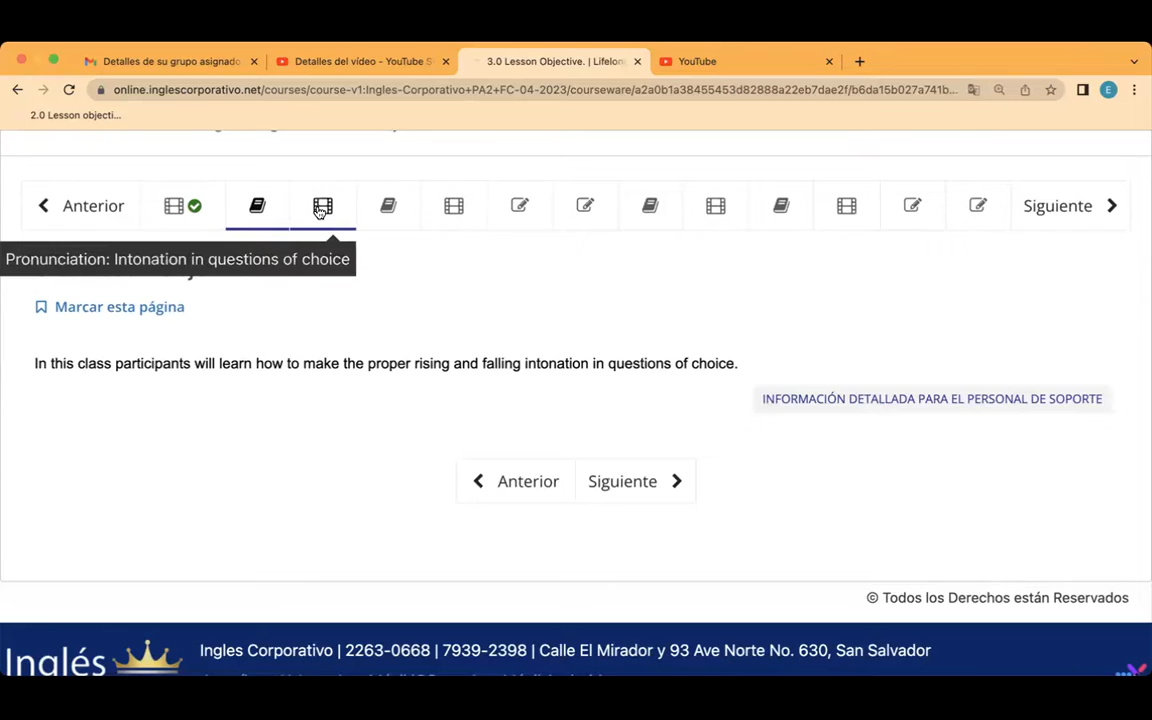 Detalles de su grupo asignado
Detalles del vídeo - YouTube S
3.0 Lesson Objective. | Lifelon
YouTube
online.inglescorporativo.net/courses/course-v1:Ingles-Corporativo+PA2+FC-04-2023/courseware/a2a0b1a38455453d82888a22eb7dae2f/b6da15b027a741b...
E
2.0 Lesson objecti...
Anterior
Siguiente
Pronunciation: Intonation in questions of choice
Marcar esta página
In this class participants will learn how to make the proper rising and falling intonation in questions of choice.
INFORMACIÓN DETALLADA PARA EL PERSONAL DE SOPORTE
Anterior
Siguiente
© Todos los Derechos están Reservados
Inglés
Ingles Corporativo | 2263-0668 | 7939-2398 | Calle El Mirador y 93 Ave Norte No. 630, San Salvador